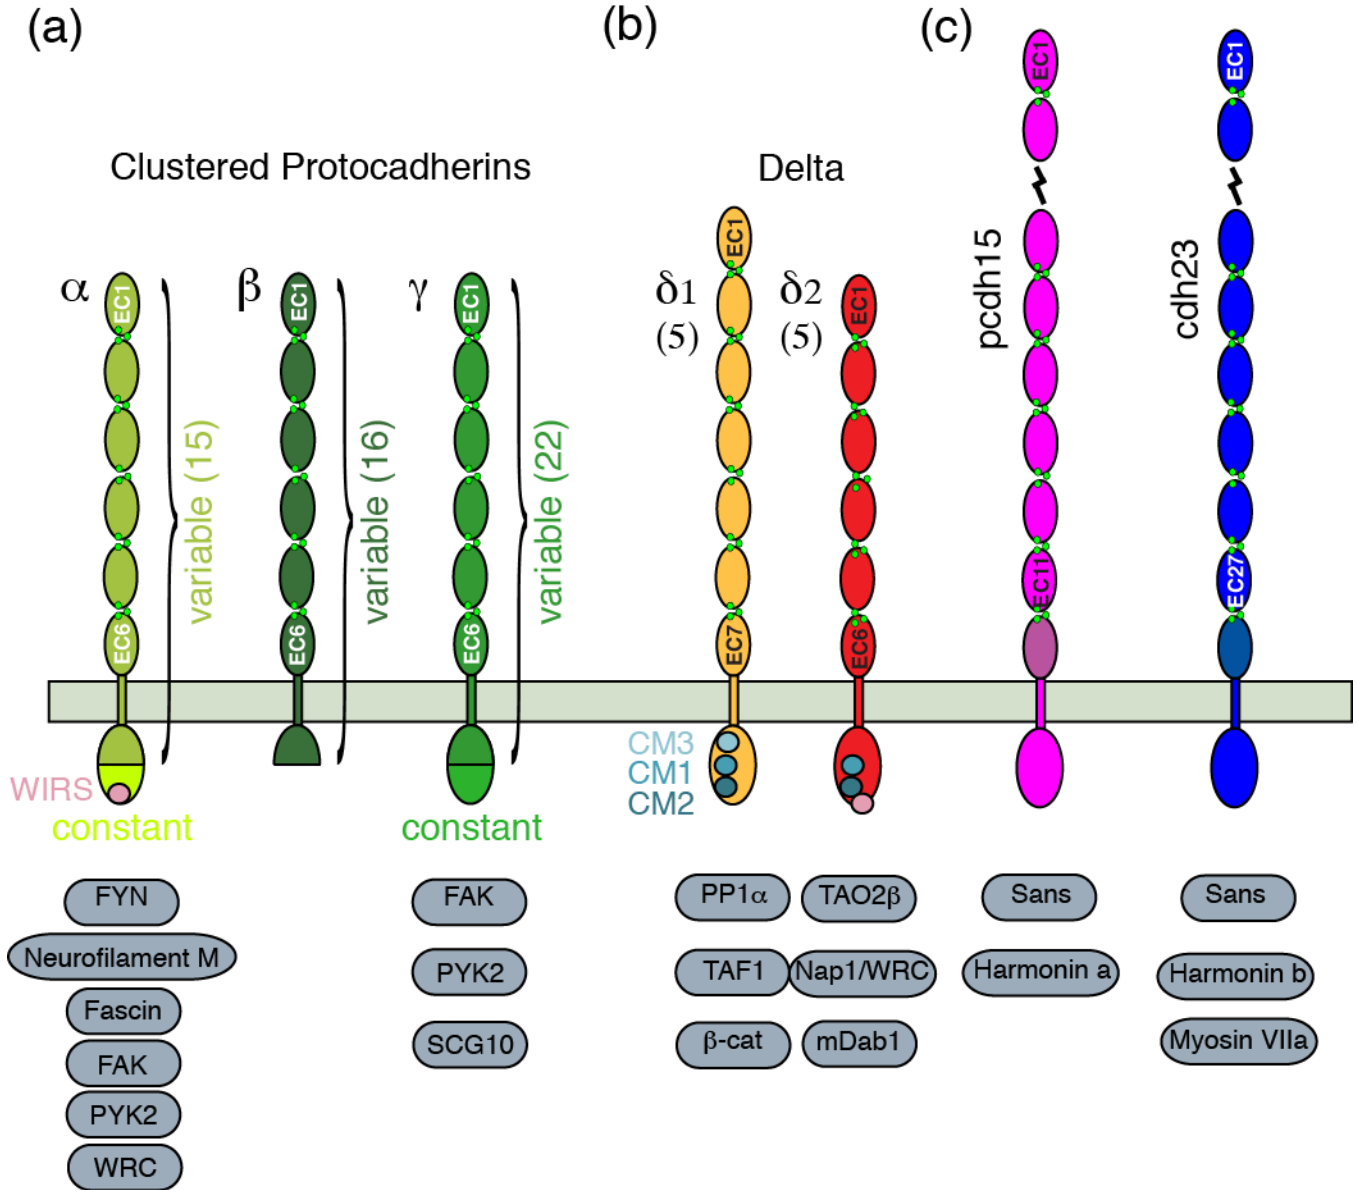 (a)
(b)
(c)
Clustered Protocadherins
Delta
α
EC1
EC6
variable (15)
β
EC1
EC6
variable (16)
γ
EC1
EC6
variable (22)
δ1
(5)
EC1
EC7
δ2
(5)
EC1
EC6
pcdh15
EC1
EC11
cdh23
EC1
EC27
WIRS
constant
constant
CM3
CM1
CM2
FYN
Neurofilament M
Fascin
FAK
PYK2
WRC
FAK
PYK2
SCG10
PP1α
TAF1
β-cat
TAO2β
Nap1/WRC
mDab1
Sans
Harmonin a
Sans
Harmonin b
Myosin VIIa